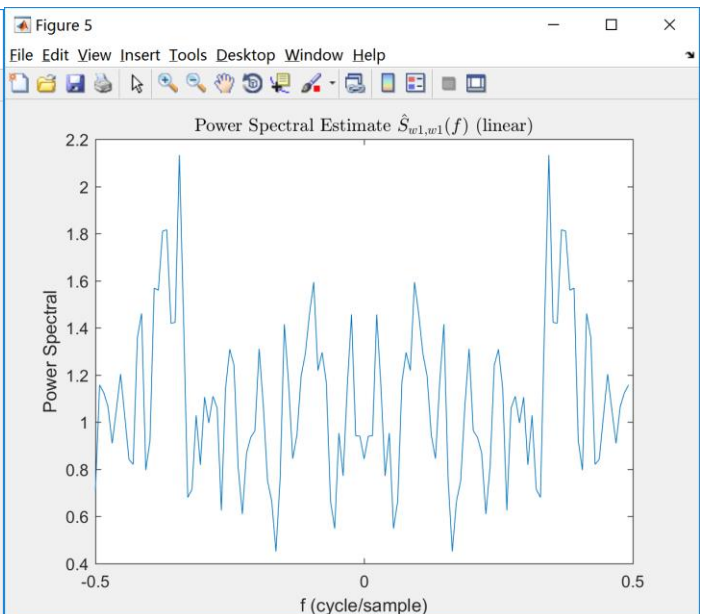 Figure 5
File Edit View Insert Tools Desktop Window Help
Power Spectral Estimate Ŝw1,w1(f) (linear)
2.2
2
1.8
1.6
1.4
1.2
1
0.8
0.6
0.4
Power Spectral
-0.5 0 0.5
f (cycle/sample)